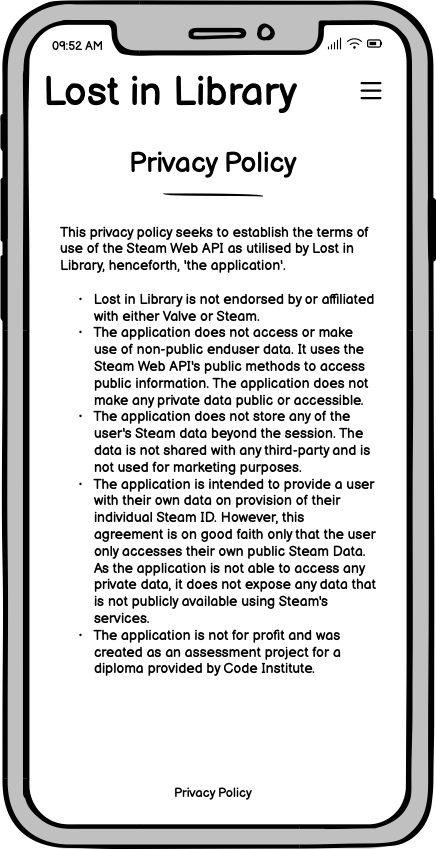 09:52 AM
Lost in Library
Privacy Policy
This privacy policy seeks to establish the terms of
use of the Steam Web API as utilised by Lost in
Library, henceforth, 'the application'.
· Lost in Library is not endorsed by or affiliated
with either Valve or Steam.
· The application does not access or make
use of non-public enduser data. It uses the
Steam Web API's public methods to access
public information. The application does not
make any private data public or accessible.
· The application does not store any of the
user's Steam data beyond the session. The
data is not shared with any third-party and is
not used for marketing purposes.
· The application is intended to provide a user
with their own data on provision of their
individual Steam ID. However, this
agreement is on good faith only that the user
only accesses their own public Steam Data.
As the application is not able to access any
private data, it does not expose any data that
is not publicly available using Steam's
services.
· The application is not for profit and was
created as an assessment project for a
diploma provided by Code Institute.
Privacy Policy